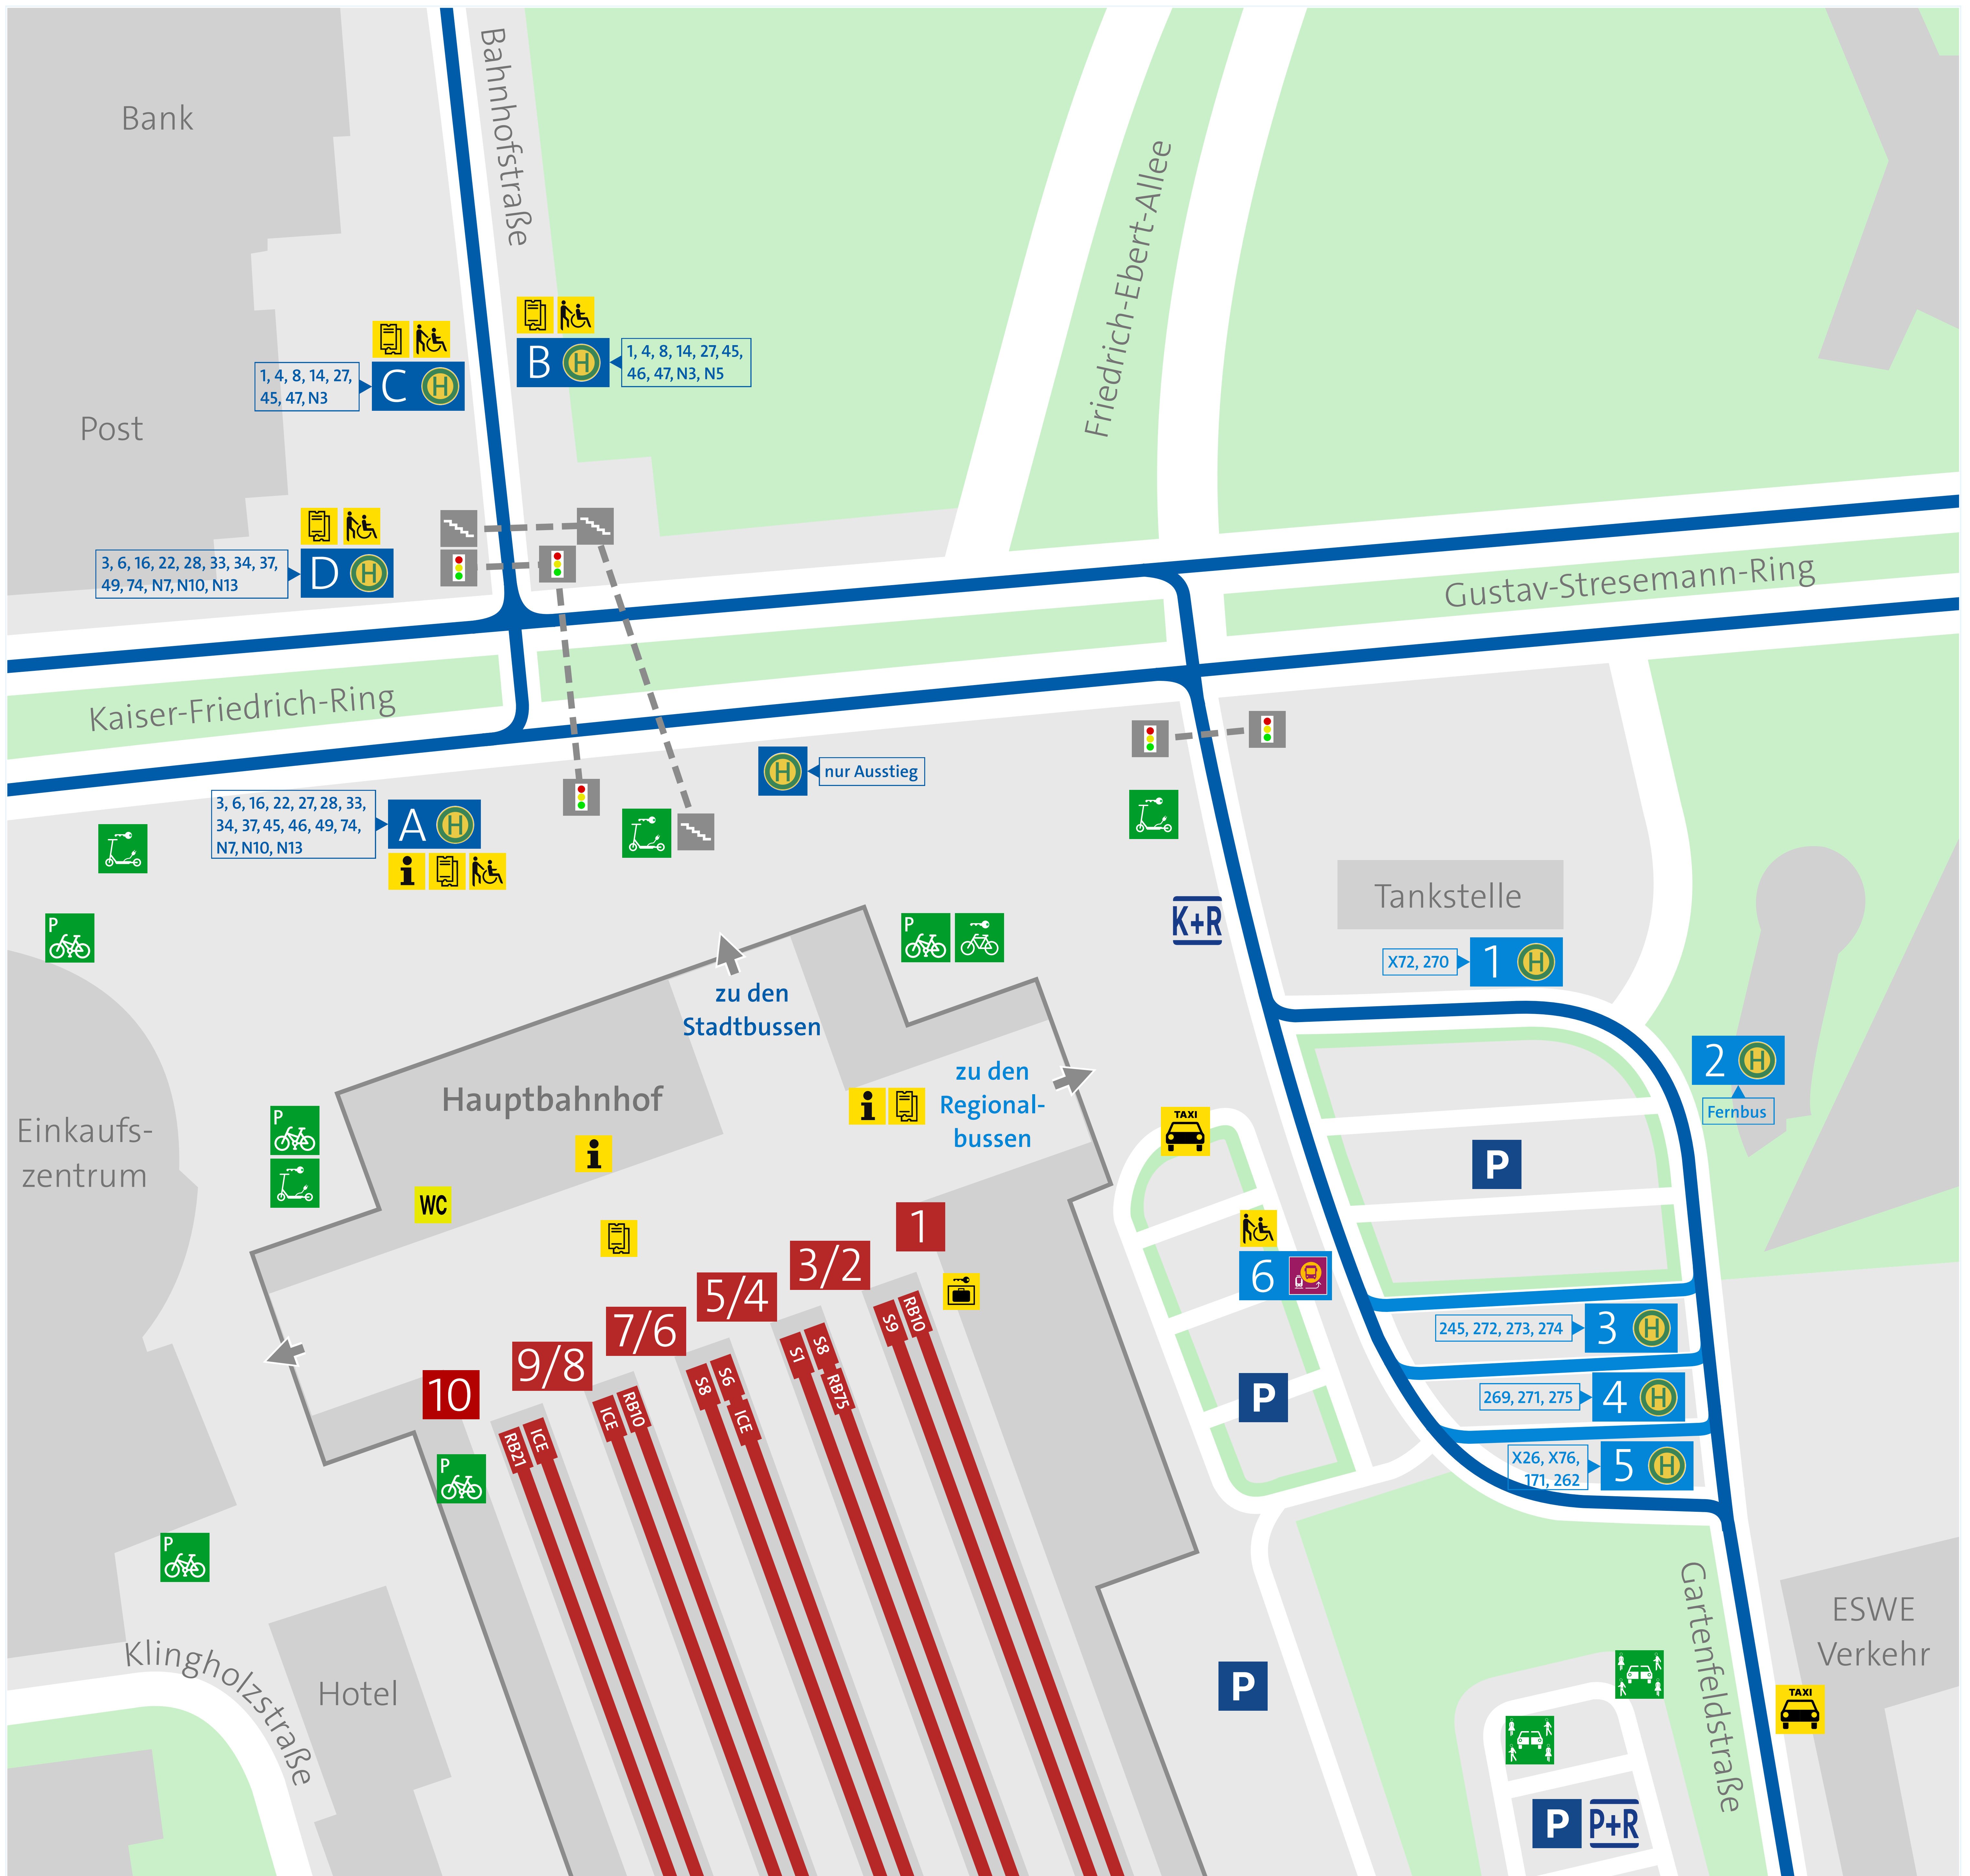 Bank
Bahnhofstraße
Friedrich-Ebert-Allee
B H
1, 4, 8, 14, 27, 45,
46, 47, N3, N5
1, 4, 8, 14, 27,
45, 47, N3
C H
Post
3, 6, 16, 22, 28, 33, 34, 37,
49, 74, N7, N10, N13
D H
Gustav-Stresemann-Ring
Kaiser-Friedrich-Ring
H
nur Ausstieg
3, 6, 16, 22, 27, 28, 33,
34, 37, 45, 46, 49, 74,
N7, N10, N13
A H
i
P
P
K+R
Tankstelle
X72, 270
1 H
zu den
Stadtbussen
2 H
Fernbus
zu den
Regional-
bussen
i
Hauptbahnhof
i
WC
Einkaufs-
zentrum
P
TAXI
P
6
1
3/2
5/4
7/6
9/8
10
S9
RB10
S1
S8
RB75
S8
S6
ICE
ICE
RB10
RB21
ICE
245, 272, 273, 274
3 H
269, 271, 275
4 H
X26, X76,
171, 262
5 H
P
P
P
Klingholzstraße
Hotel
P
Gartenfeldstraße
ESWE
Verkehr
TAXI
P
P+R